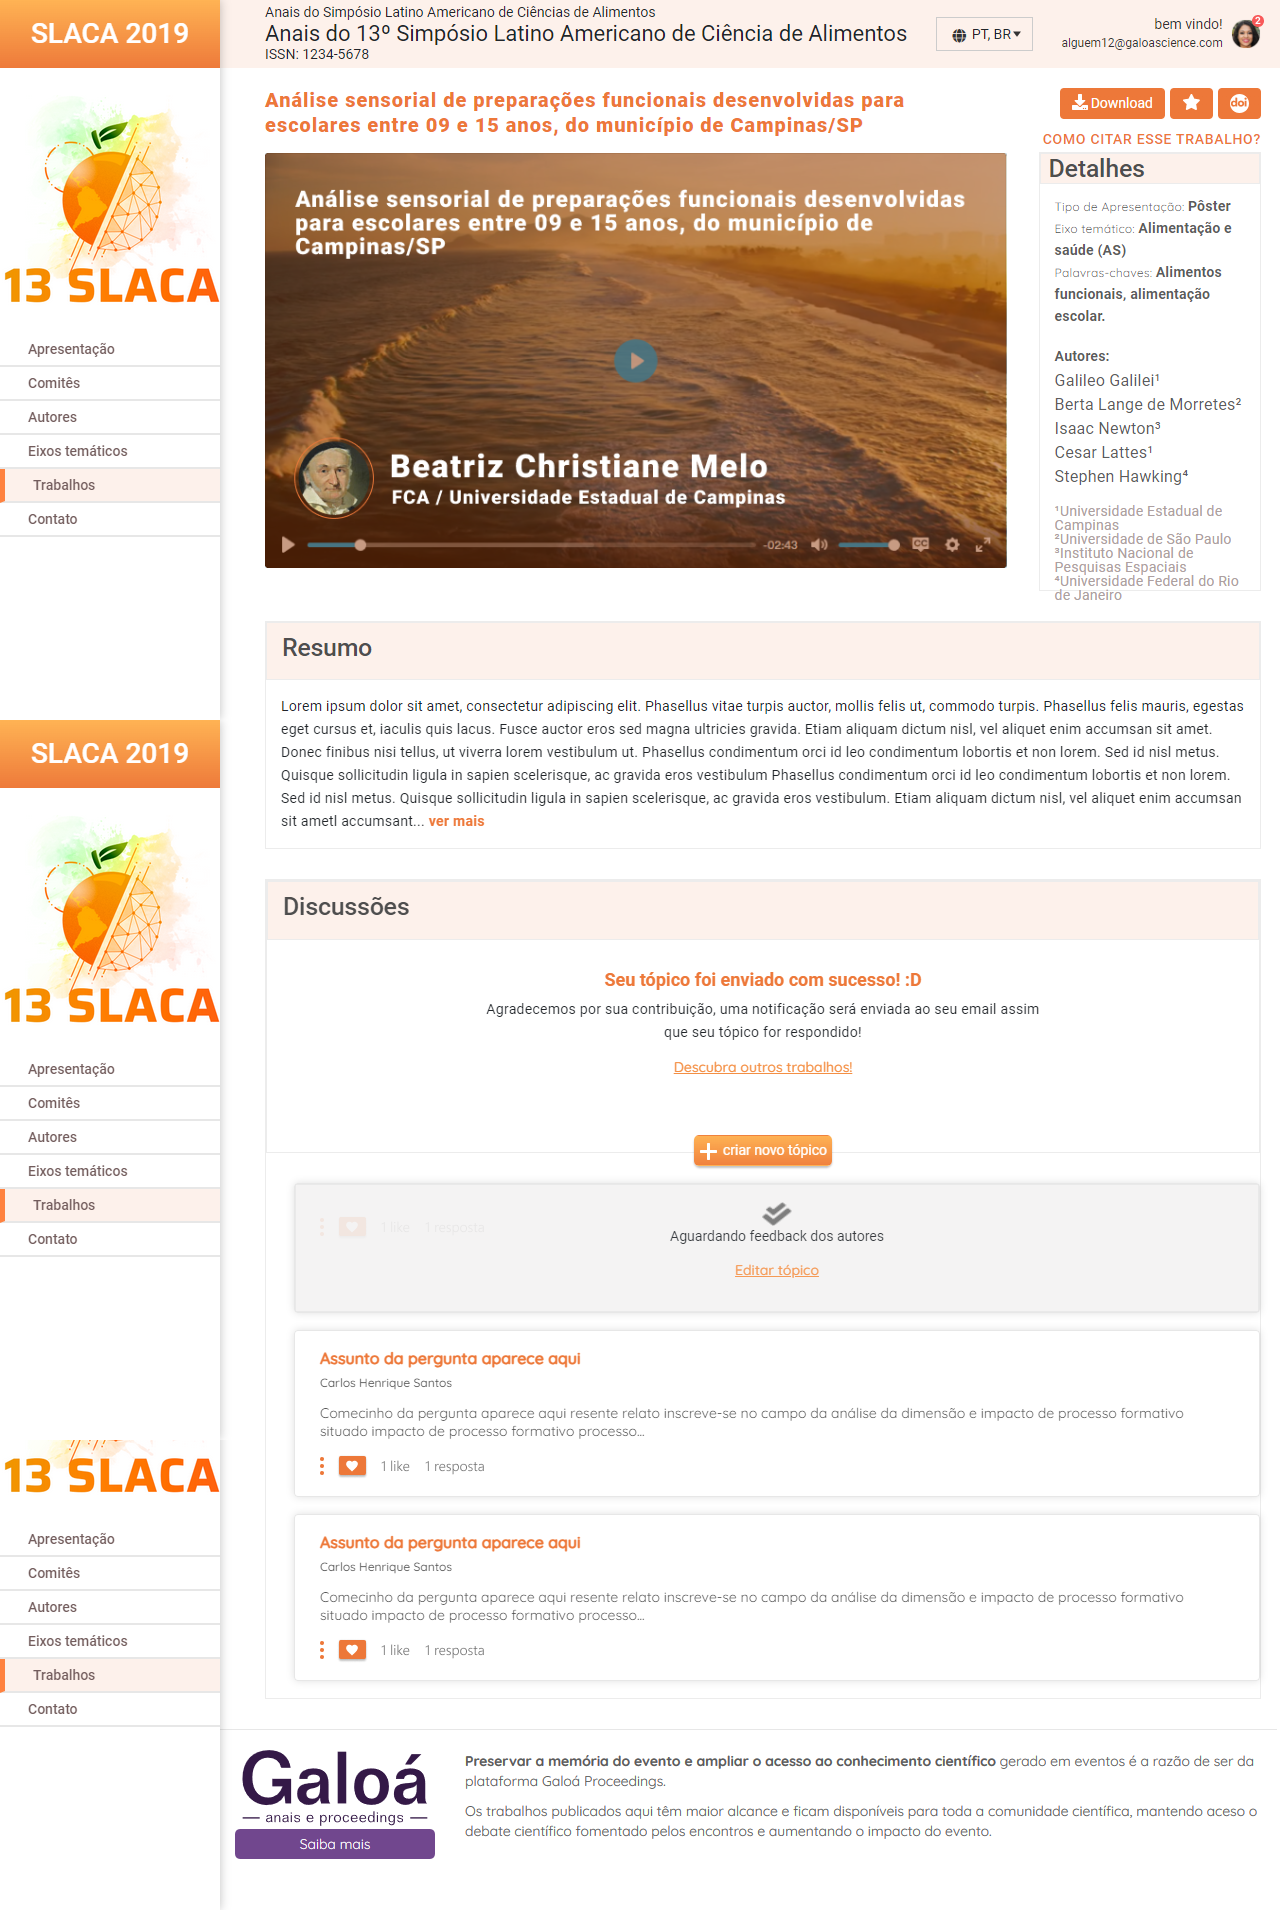 SLACA 2019
Anais do Simpósio Latino Americano de Ciências de Alimentos
Anais do 13º Simpósio Latino Americano de Ciência de Alimentos
ISSN: 1234-5678
PT, BR
bem vindo!
alguem12@galoascience.com
2
13 SLACA
Apresentação
Comitês
Autores
Eixos temáticos
Trabalhos
Contato
Análise sensorial de preparações funcionais desenvolvidas para
escolares entre 09 e 15 anos, do município de Campinas/SP
Download
doi
COMO CITAR ESSE TRABALHO?
Análise sensorial de preparações funcionais desenvolvidas
para escolares entre 09 e 15 anos, do município de
Campinas/SP
Beatriz Christiane Melo
FCA / Universidade Estadual de Campinas
-02:43
CC
Detalhes
Tipo de Apresentação: Pôster
Eixo temático: Alimentação e
saúde (AS)
Palavras-chaves: Alimentos
funcionais, alimentação
escolar.
Autores:
Galileo Galilei¹
Berta Lange de Morretes²
Isaac Newton³
Cesar Lattes¹
Stephen Hawking⁴
¹Universidade Estadual de
Campinas
²Universidade de São Paulo
³Instituto Nacional de
Pesquisas Espaciais
⁴Universidade Federal do Rio
de Janeiro
Resumo
Lorem ipsum dolor sit amet, consectetur adipiscing elit. Phasellus vitae turpis auctor, mollis felis ut, commodo turpis. Phasellus felis mauris, egestas
eget cursus et, iaculis quis lacus. Fusce auctor eros sed magna ultricies gravida. Etiam aliquam dictum nisl, vel aliquet enim accumsan sit amet.
Donec finibus nisi tellus, ut viverra lorem vestibulum ut. Phasellus condimentum orci id leo condimentum lobortis et non lorem. Sed id nisl metus.
Quisque sollicitudin ligula in sapien scelerisque, ac gravida eros vestibulum Phasellus condimentum orci id leo condimentum lobortis et non lorem.
Sed id nisl metus. Quisque sollicitudin ligula in sapien scelerisque, ac gravida eros vestibulum. Etiam aliquam dictum nisl, vel aliquet enim accumsan
sit ametl accumsant... ver mais
SLACA 2019
13 SLACA
Apresentação
Comitês
Autores
Eixos temáticos
Trabalhos
Contato
Discussões
Seu tópico foi enviado com sucesso! :D
Agradecemos por sua contribuição, uma notificação será enviada ao seu email assim
que seu tópico for respondido!
Descubra outros trabalhos!
criar novo tópico
1 like 1 resposta
Aguardando feedback dos autores
Editar tópico
Assunto da pergunta aparece aqui
Carlos Henrique Santos
Comecinho da pergunta aparece aqui resente relato inscreve-se no campo da análise da dimensão e impacto de processo formativo
situado impacto de processo formativo processo...
1 like 1 resposta
Assunto da pergunta aparece aqui
Carlos Henrique Santos
Comecinho da pergunta aparece aqui resente relato inscreve-se no campo da análise da dimensão e impacto de processo formativo
situado impacto de processo formativo processo...
1 like 1 resposta
13 SLACA
Apresentação
Comitês
Autores
Eixos temáticos
Trabalhos
Contato
Galoá
anais e proceedings
Saiba mais
Preservar a memória do evento e ampliar o acesso ao conhecimento científico gerado em eventos é a razão de ser da
plataforma Galoá Proceedings.
Os trabalhos publicados aqui têm maior alcance e ficam disponíveis para toda a comunidade científica, mantendo aceso o
debate científico fomentado pelos encontros e aumentando o impacto do evento.